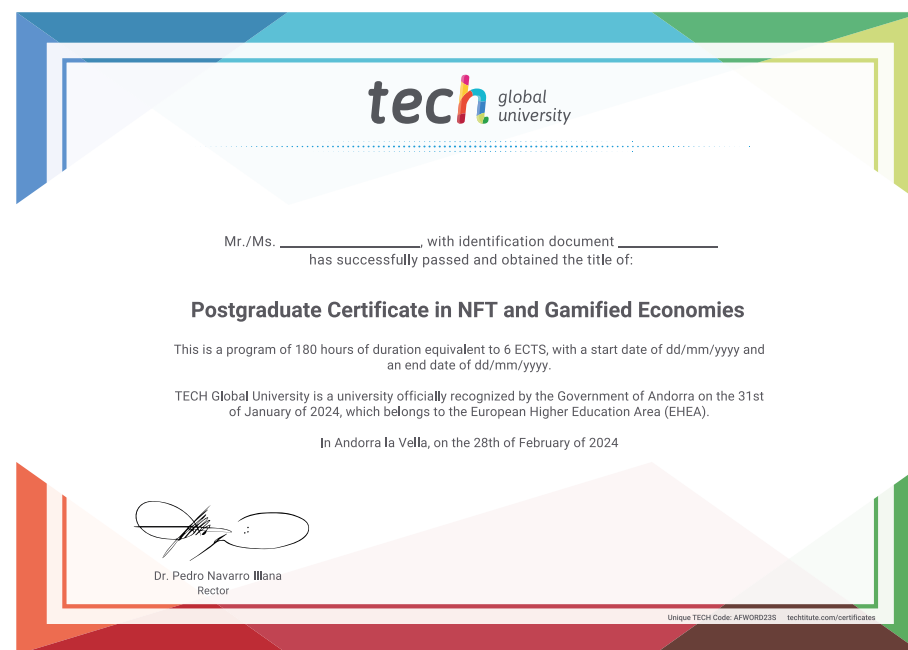 tech global university
Mr./Ms. ____________________, with identification document ______________
has successfully passed and obtained the title of:
Postgraduate Certificate in NFT and Gamified Economies
This is a program of 180 hours of duration equivalent to 6 ECTS, with a start date of dd/mm/yyyy and
an end date of dd/mm/yyyy.
TECH Global University is a university officially recognized by the Government of Andorra on the 31st
of January of 2024, which belongs to the European Higher Education Area (EHEA).
In Andorra la Vella, on the 28th of February of 2024
Dr. Pedro Navarro Illana
Rector
Unique TECH Code: AFWORD23S techtitute.com/certificates